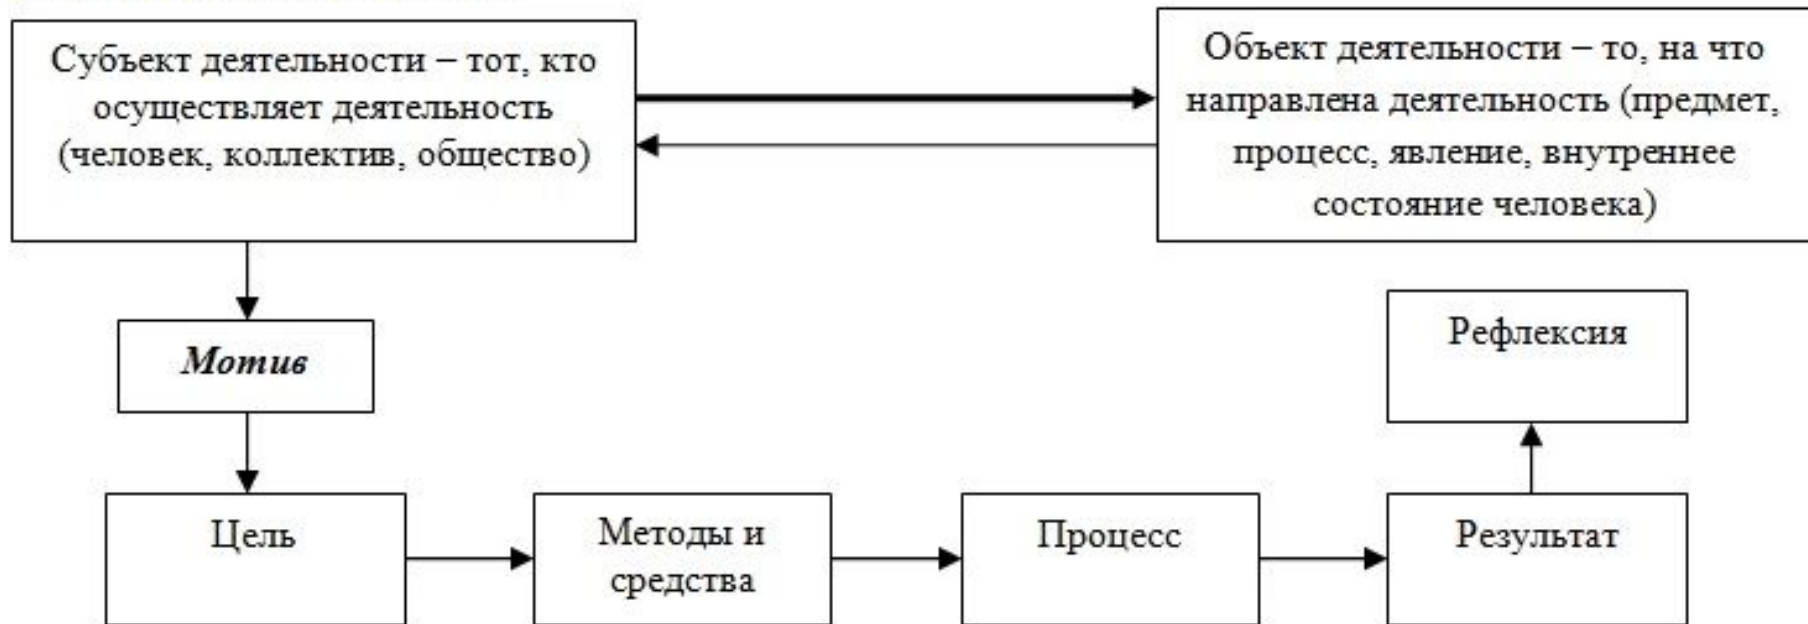 Субъект деятельности – тот, кто
осуществляет деятельность
(человек, коллектив, общество)
Объект деятельности – то, на что
направлена деятельность (предмет,
процесс, явление, внутреннее
состояние человека)
Мотив
Рефлексия
Цель
Методы и
средства
Процесс
Результат